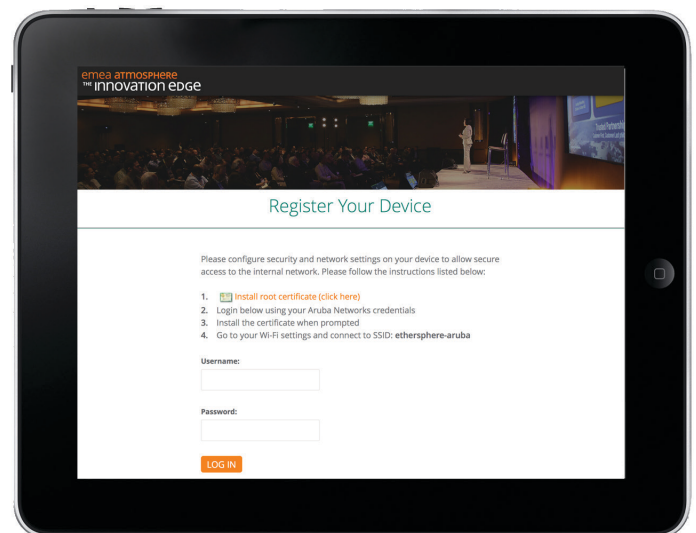 emea aTmosPHere
THE INNOVATION eDGe
Trusted Partnership
Register Your Device
Please configure security and network settings on your device to allow secure
access to the internal network. Please follow the instructions listed below:
1. Install root certificate (click here)
2. Login below using your Aruba Networks credentials
3. Install the certificate when prompted
4. Go to your Wi-Fi settings and connect to SSID: ethersphere-aruba
Username:
Password:
LOG IN